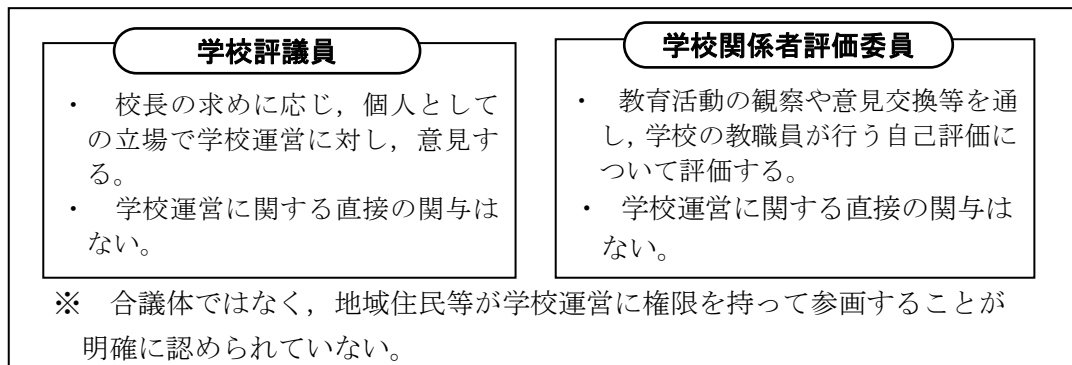 学校評議員
・　校長の求めに応じ，個人として
の立場で学校運営に対し，意見す
る。
・　学校運営に関する直接の関与は
ない。
学校関係者評価委員
・　教育活動の観察や意見交換等を通
し，学校の教職員が行う自己評価に
ついて評価する。
・　学校運営に関する直接の関与は
ない。
※　合議体ではなく，地域住民等が学校運営に権限を持って参画することが
明確に認められていない。